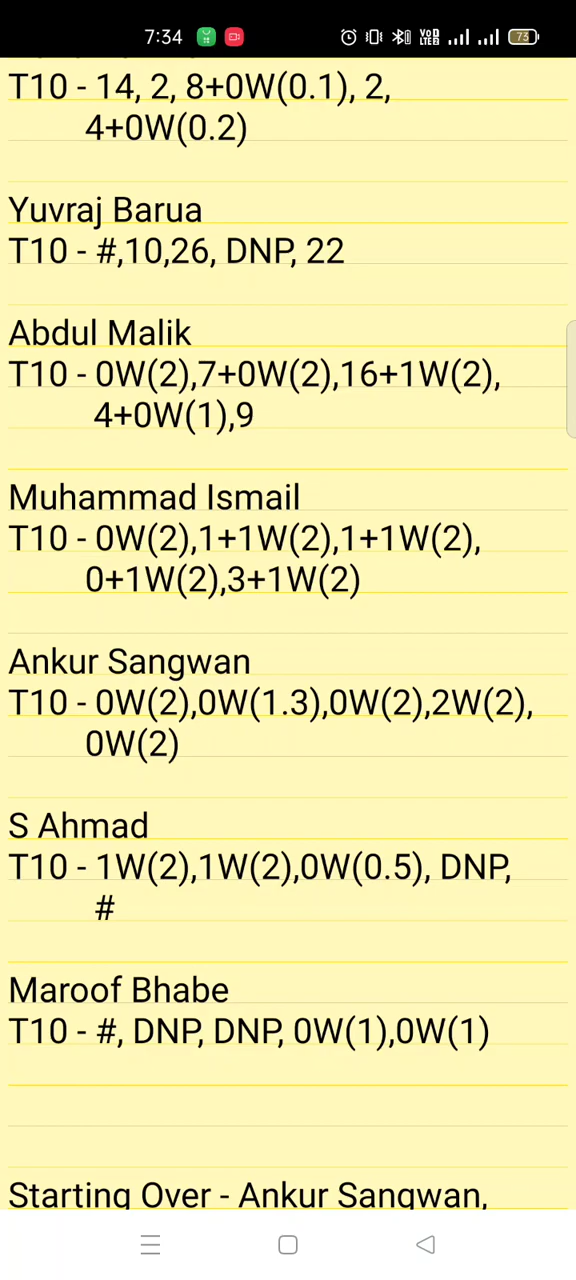 7:34
VoD LTE2
73
T10 - 14, 2, 8+0W(0.1), 2,
4+0W(0.2)
Yuvraj Barua
T10 - #,10,26, DNP, 22
Abdul Malik
T10 - 0W(2),7+0W(2),16+1W(2),
4+0W(1),9
Muhammad Ismail
T10 - 0W(2),1+1W(2),1+1W(2),
0+1W(2),3+1W(2)
Ankur Sangwan
T10 - 0W(2),0W(1.3),0W(2),2W(2),
0W(2)
S Ahmad
T10 - 1W(2),1W(2),0W(0.5), DNP,
#
Maroof Bhabe
T10 - #, DNP, DNP, 0W(1),0W(1)
Starting Over - Ankur Sangwan,